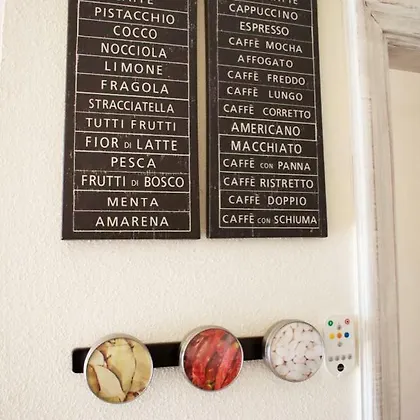 PISTACCHIO
COCCO
NOCCIOLA
LIMONE
FRAGOLA
STRACCIATELLA
TUTTI FRUTTI
FIOR DI LATTE
PESCA
FRUTTI DI BOSCO
MENTA
AMARENA
CAPPUCCINO
ESPRESSO
CAFFÈ MOCHA
AFFOGATO
CAFFÈ FREDDO
CAFFÈ LUNGO
CAFFÈ CORRETTO
AMERICANO
MACCHIATO
CAFFÈ CON PANNA
CAFFÈ RISTRETTO
CAFFÈ DOPPIO
CAFFÈ CON SCHIUMA